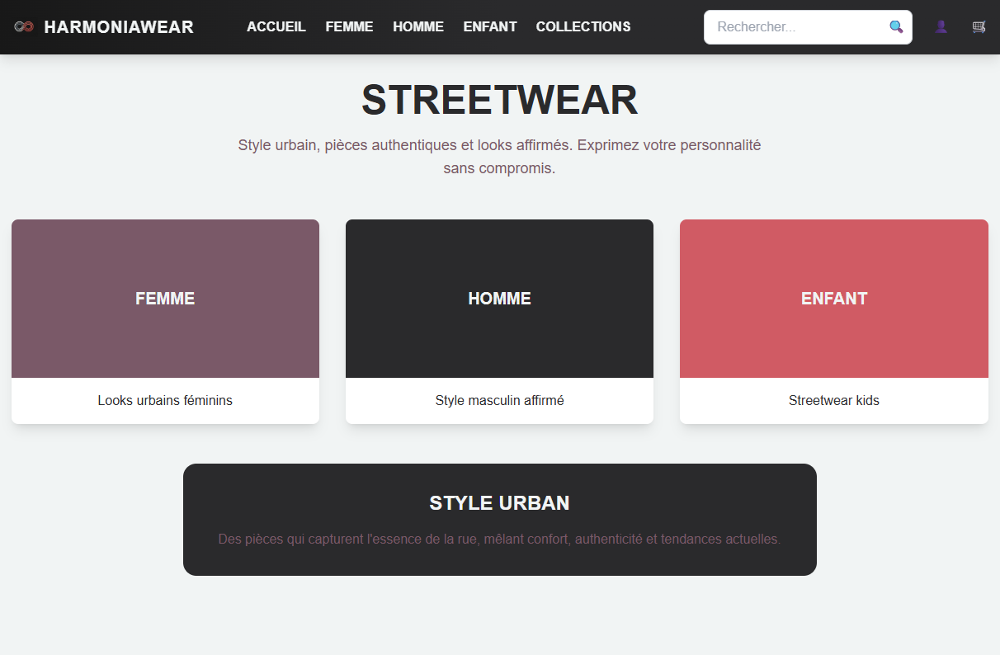 HARMONIAWEAR
ACCUEIL FEMME HOMME ENFANT COLLECTIONS
Rechercher...
STREETWEAR
Style urbain, pièces authentiques et looks affirmés. Exprimez votre personnalité
sans compromis.
FEMME
Looks urbains féminins
HOMME
Style masculin affirmé
ENFANT
Streetwear kids
STYLE URBAN
Des pièces qui capturent l'essence de la rue, mêlant confort, authenticité et tendances actuelles.